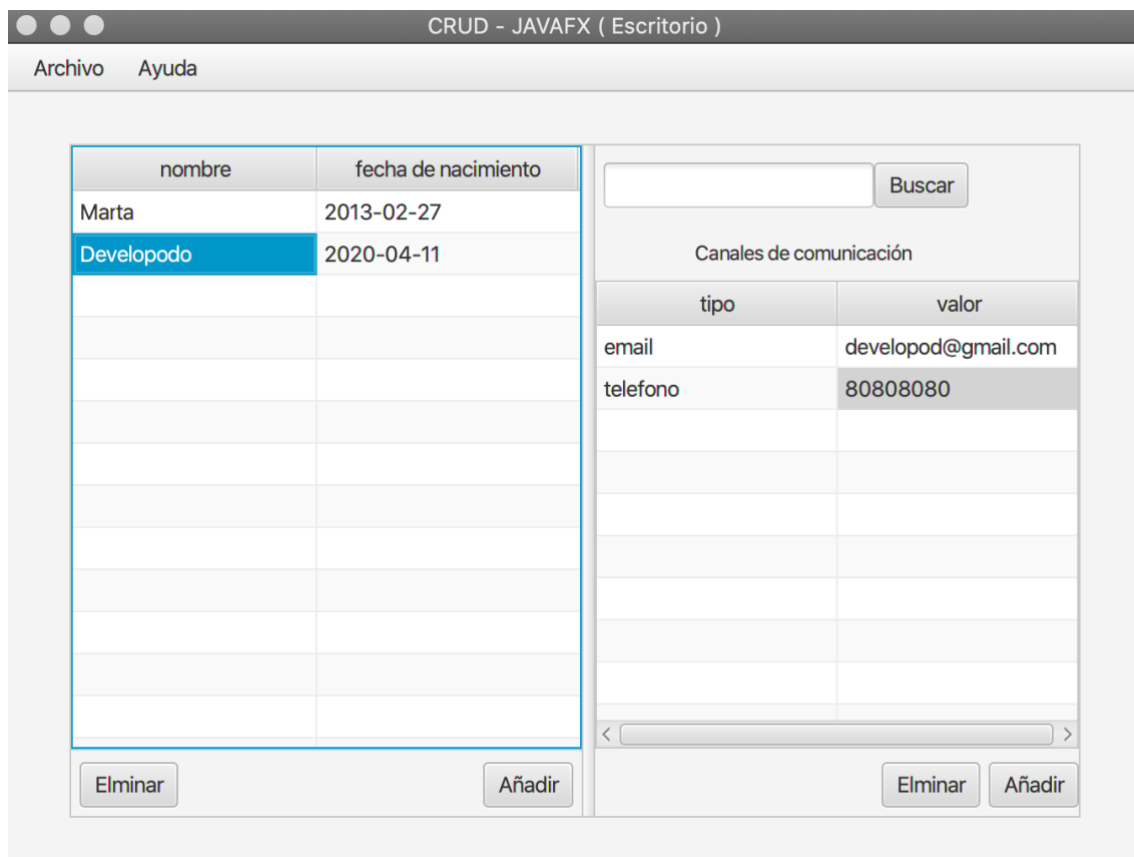 CRUD - JAVAFX ( Escritorio )
Archivo Ayuda
nombre fecha de nacimiento
Marta 2013-02-27
Developodo 2020-04-11
Elminar Añadir
Buscar
Canales de comunicación
tipo valor
email developod@gmail.com
telefono 80808080
Elminar Añadir